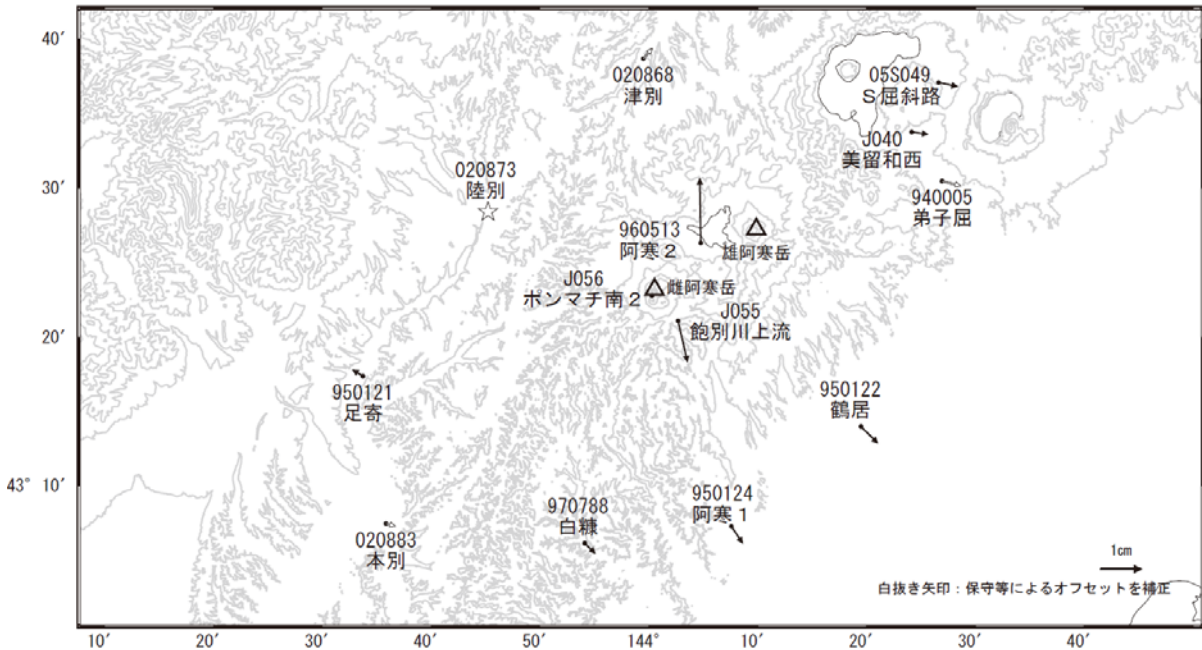 40′
020868
津別
05S049
S屈斜路
J040
美留和西
020873
陸別
30′
940005
弟子屈
960513
阿寒2
雄阿寒岳
J056
ポンマチ南2
雌阿寒岳
J055
飽別川上流
20′
950121
足寄
950122
鶴居
43° 10′
970788
白糠
950124
阿寒1
020883
本別
1cm
白抜き矢印：保守等によるオフセットを補正
10′ 20′ 30′ 40′ 50′ 144° 10′ 20′ 30′ 40′